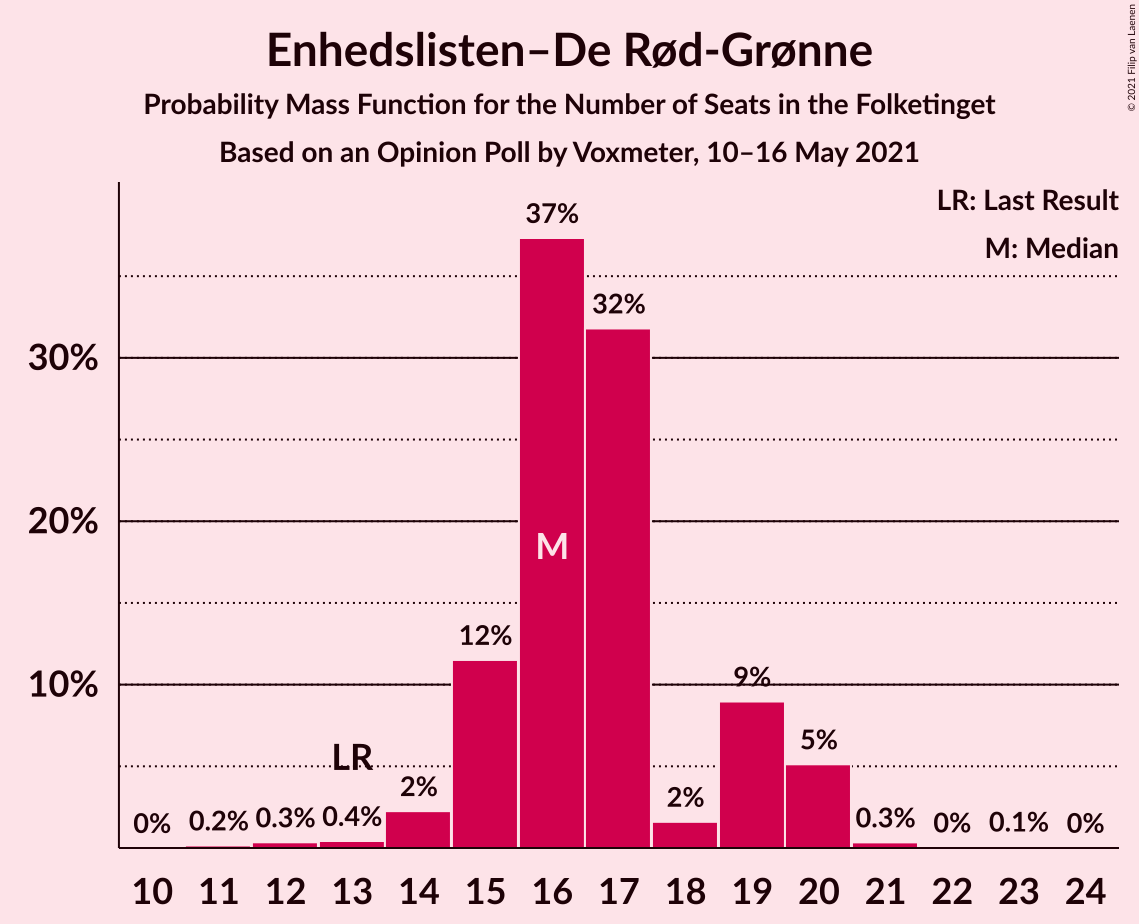 Enhedslisten–De Rød-Grønne
Probability Mass Function for the Number of Seats in the Folketinget
Based on an Opinion Poll by Voxmeter, 10–16 May 2021
© 2021 Filip van Laenen
LR: Last Result
M: Median
37%
32%
30%
20%
M
12%
10%
9%
LR
5%
2%
2%
0%
0.2%
0.3%
0.4%
0.3%
0%
0.1%
0%
10 11 12 13 14 15 16 17 18 19 20 21 22 23 24